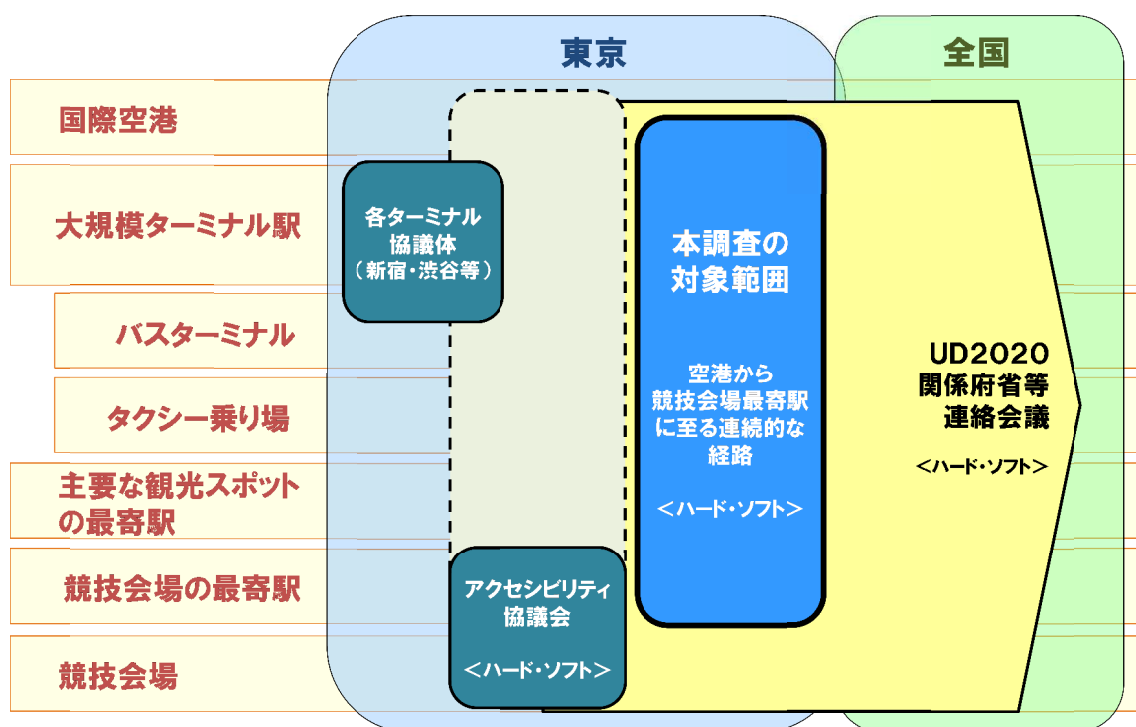 東京
全国
国際空港
大規模ターミナル駅
バスターミナル
タクシー乗り場
主要な観光スポット
の最寄駅
競技会場の最寄駅
競技会場
各ターミナル
協議体
（新宿・渋谷等）
アクセシビリティ
協議会
＜ハード・ソフト＞
本調査の
対象範囲
空港から
競技会場最寄駅
に至る連続的な
経路
＜ハード・ソフト＞
UD2020
関係府省等
連絡会議
＜ハード・ソフト＞